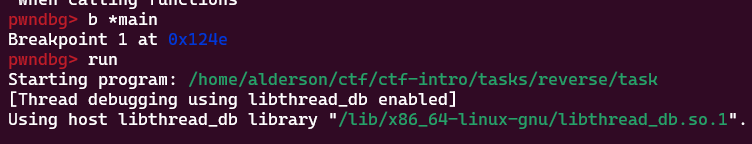 when calling functions
pwndbg> b *main
Breakpoint 1 at 0x124e
pwndbg> run
Starting program: /home/alderson/ctf/ctf-intro/tasks/reverse/task
[Thread debugging using libthread_db enabled]
Using host libthread_db library "/lib/x86_64-linux-gnu/libthread_db.so.1".